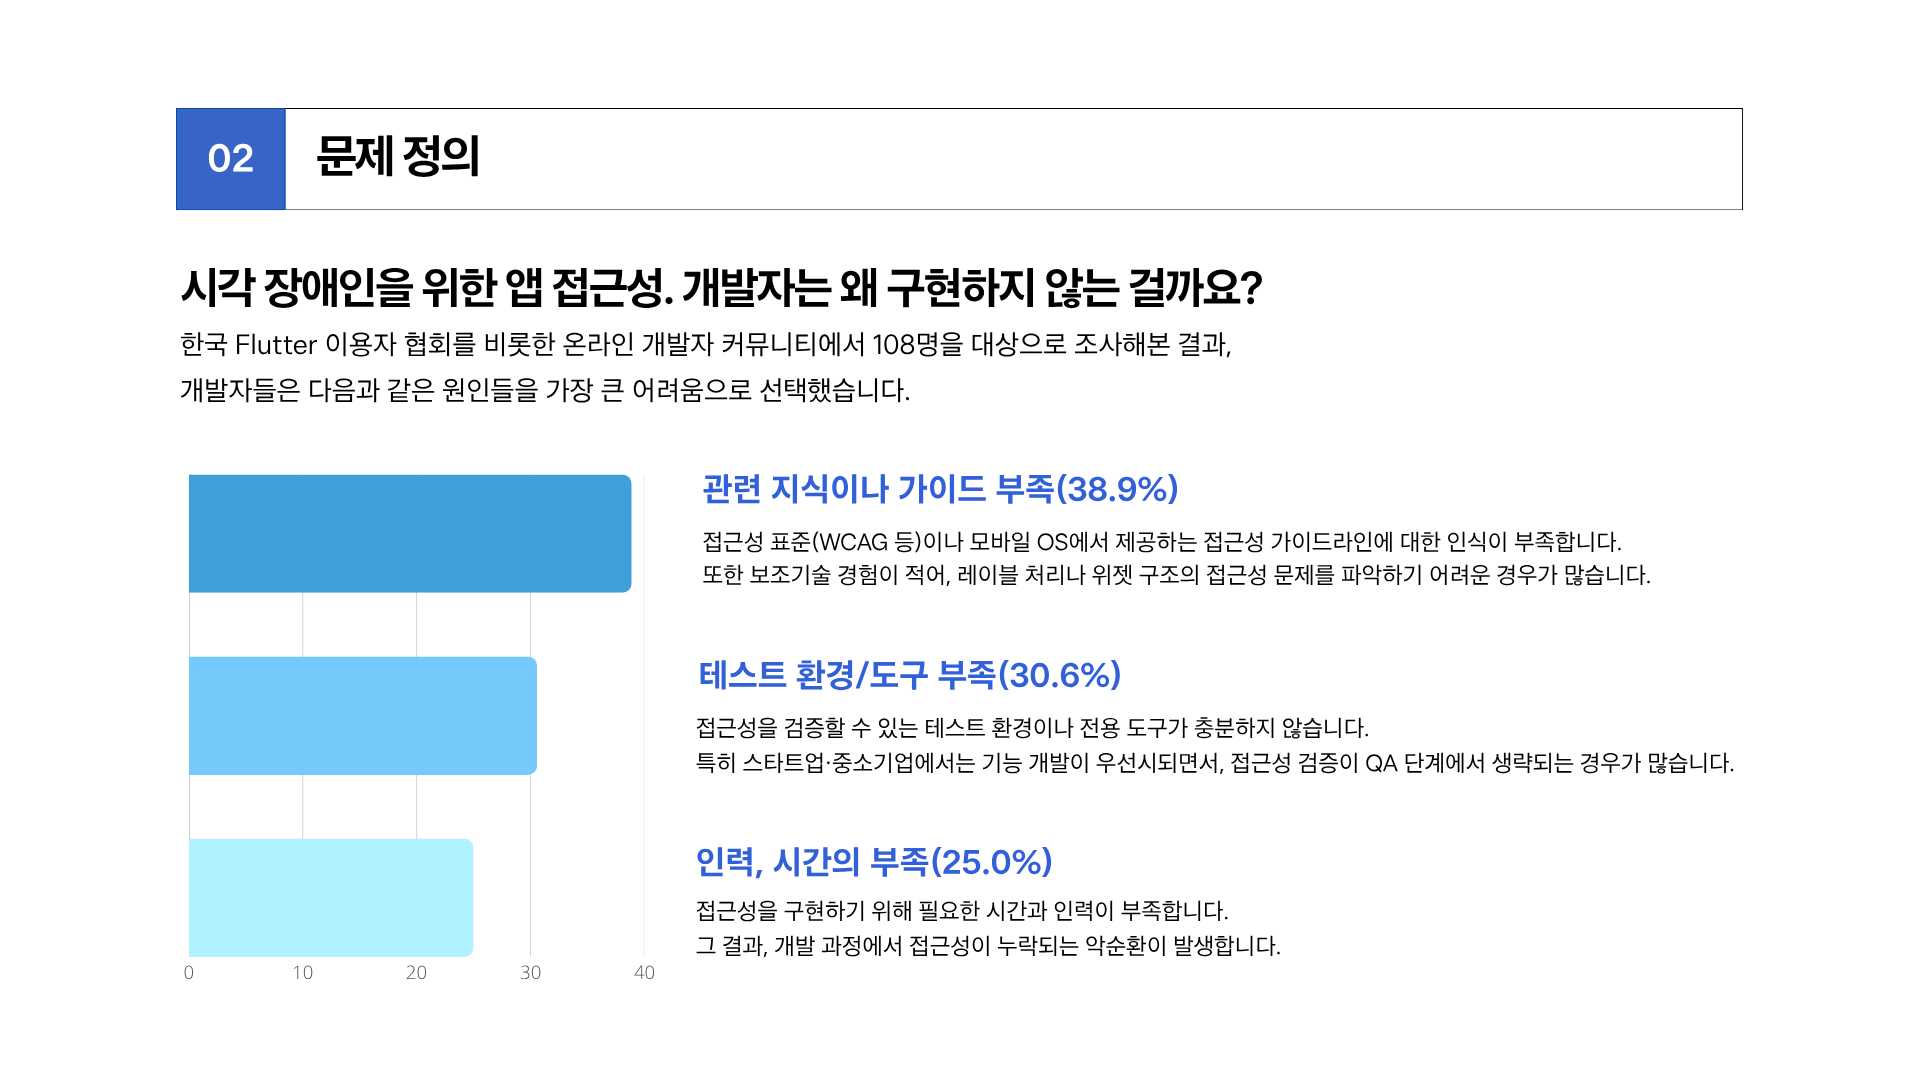 02
문제 정의
시각 장애인을 위한 앱 접근성. 개발자는 왜 구현하지 않는 걸까요?
한국 Flutter 이용자 협회를 비롯한 온라인 개발자 커뮤니티에서 108명을 대상으로 조사해본 결과,
개발자들은 다음과 같은 원인들을 가장 큰 어려움으로 선택했습니다.
관련 지식이나 가이드 부족(38.9%)
접근성 표준(WCAG 등)이나 모바일 OS에서 제공하는 접근성 가이드라인에 대한 인식이 부족합니다.
또한 보조기술 경험이 적어, 레이블 처리나 위젯 구조의 접근성 문제를 파악하기 어려운 경우가 많습니다.
테스트 환경/도구 부족(30.6%)
접근성을 검증할 수 있는 테스트 환경이나 전용 도구가 충분하지 않습니다.
특히 스타트업·중소기업에서는 기능 개발이 우선시되면서, 접근성 검증이 QA 단계에서 생략되는 경우가 많습니다.
인력, 시간의 부족(25.0%)
접근성을 구현하기 위해 필요한 시간과 인력이 부족합니다.
그 결과, 개발 과정에서 접근성이 누락되는 악순환이 발생합니다.
0 10 20 30 40